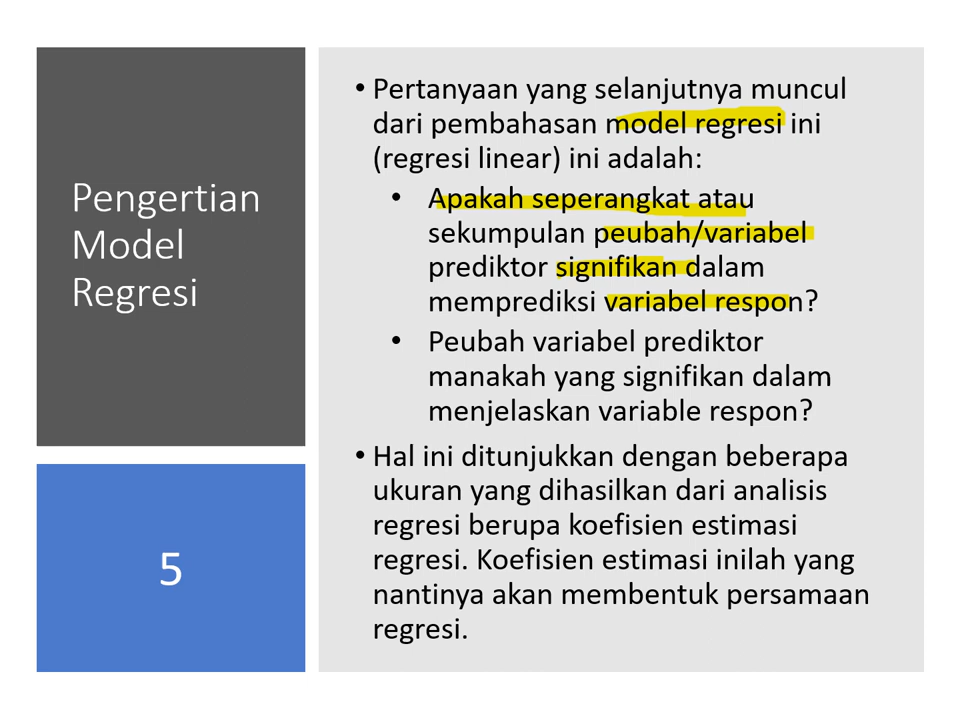 Pengertian
Model
Regresi
5
• Pertanyaan yang selanjutnya muncul
dari pembahasan model regresi ini
(regresi linear) ini adalah:
• Apakah seperangkat atau
sekumpulan peubah/variabel
prediktor signifikan dalam
memprediksi variabel respon?
• Peubah variabel prediktor
manakah yang signifikan dalam
menjelaskan variable respon?
• Hal ini ditunjukkan dengan beberapa
ukuran yang dihasilkan dari analisis
regresi berupa koefisien estimasi
regresi. Koefisien estimasi inilah yang
nantinya akan membentuk persamaan
regresi.